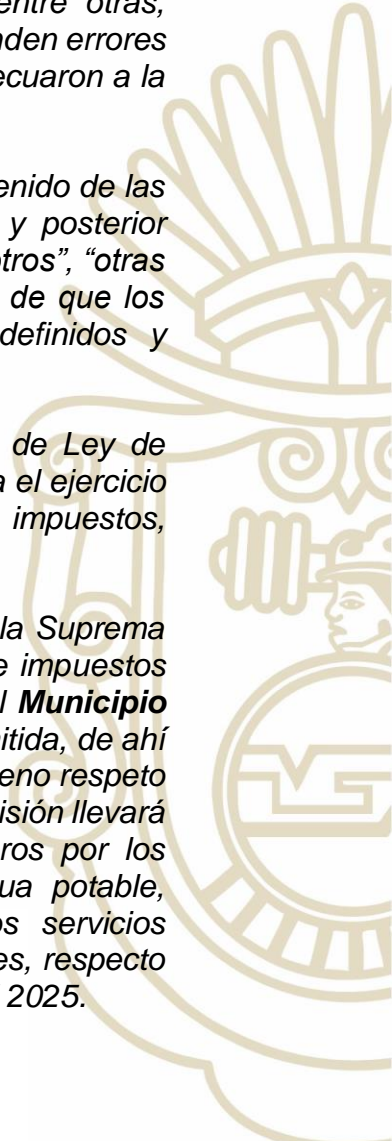 entre otras,
nden errores
ecuaron a la
tenido de las
y posterior
tros”, “otras
de que los
definidos y
de Ley de
a el ejercicio
impuestos,
la Suprema
e impuestos
l Municipio
itida, de ahí
eno respeto
isión llevará
ros por los
ua potable,
os servicios
es, respecto
2025.